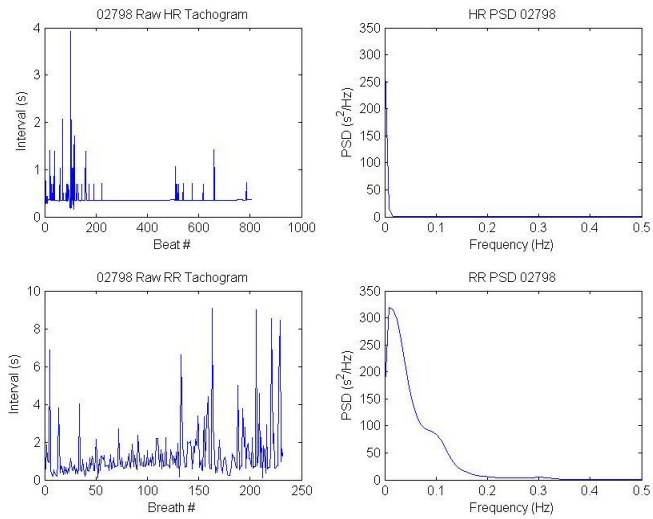 02798 Raw HR Tachogram
Interval (s)
4
3
2
1
0
0 200 400 600 800 1000
Beat #
HR PSD 02798
PSD (s²/Hz)
350
300
250
200
150
100
50
0
0 0.1 0.2 0.3 0.4 0.5
Frequency (Hz)
02798 Raw RR Tachogram
Interval (s)
10
8
6
4
2
0
0 50 100 150 200 250
Breath #
RR PSD 02798
PSD (s²/Hz)
350
300
250
200
150
100
50
0
0 0.1 0.2 0.3 0.4 0.5
Frequency (Hz)